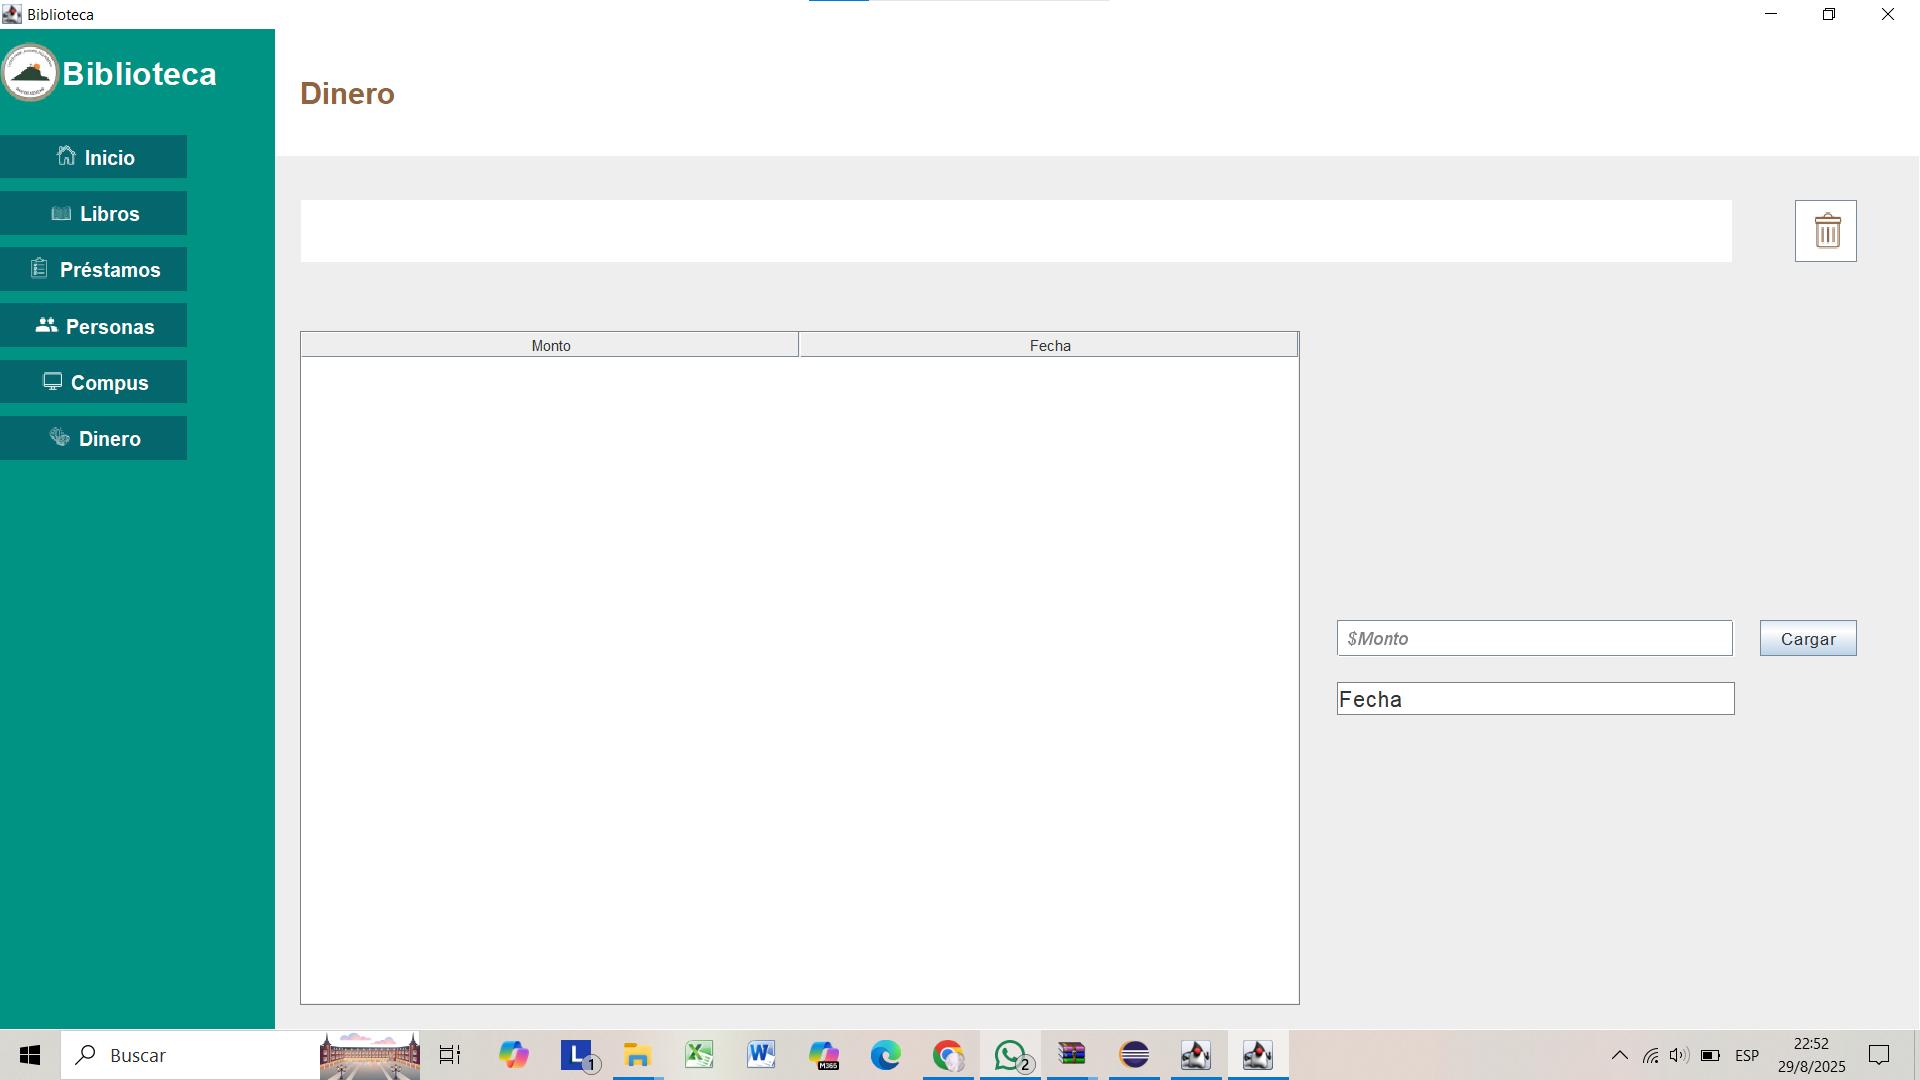 Biblioteca
Biblioteca
Dinero
Inicio
Libros
Préstamos
Personas
Compus
Dinero
Monto
Fecha
$Monto
Cargar
Fecha
Buscar
L
1
M365
2
ESP
22:52
29/8/2025